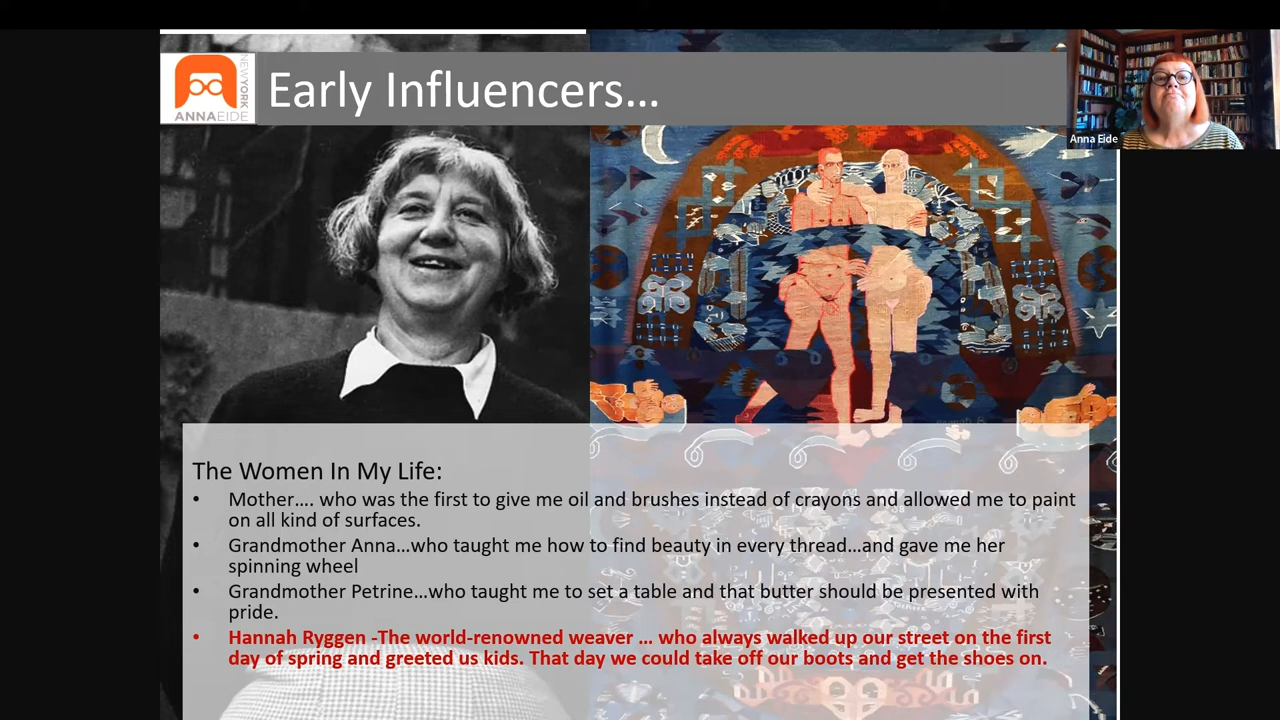 NEWYORK
ANNAEIDE
Early Influencers...
Anna Eide
The Women In My Life:
• Mother.... who was the first to give me oil and brushes instead of crayons and allowed me to paint
on all kind of surfaces.
• Grandmother Anna...who taught me how to find beauty in every thread...and gave me her
spinning wheel
• Grandmother Petrine...who taught me to set a table and that butter should be presented with
pride.
• Hannah Ryggen -The world-renowned weaver ... who always walked up our street on the first
day of spring and greeted us kids. That day we could take off our boots and get the shoes on.